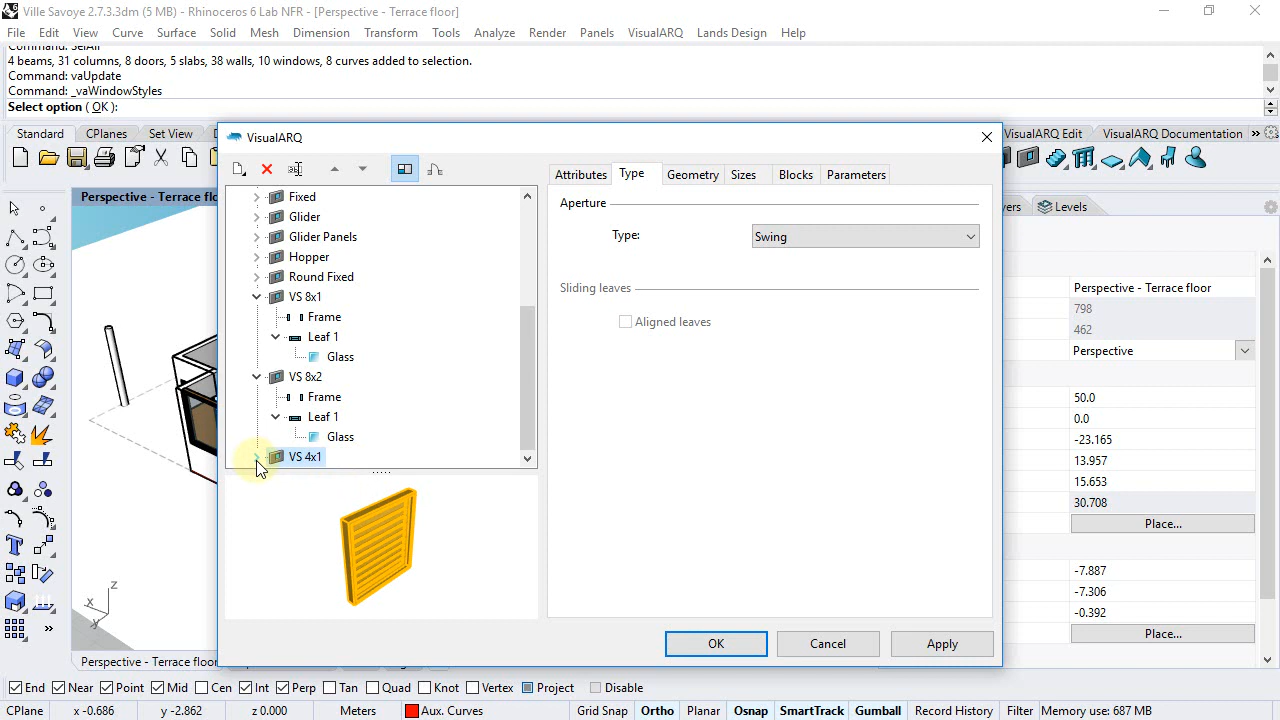 Ville Savoye 2.7.3.3dm (5 MB) - Rhinoceros 6 Lab NFR - [Perspective - Terrace floor]
File Edit View Curve Surface Solid Mesh Dimension Transform Tools Analyze Render Panels VisualARQ Lands Design Help
Command: SelAll
4 beams, 31 columns, 8 doors, 5 slabs, 38 walls, 10 windows, 8 curves added to selection.
Command: vaUpdate
Command: _vaWindowStyles
Select option ( OK ):
Standard CPlanes Set View D VisualARQ Edit VisualARQ Documentation »
VisualARQ
Perspective - Terrace flo
Attributes Type Geometry Sizes Blocks Parameters
yers Levels
Fixed
Glider
Glider Panels
Hopper
Round Fixed
VS 8x1
Frame
Leaf 1
Glass
VS 8x2
Frame
Leaf 1
Glass
VS 4x1
Aperture
Type: Swing
Sliding leaves
Aligned leaves
Perspective - Terrace floor
798
462
Perspective
50.0
0.0
-23.165
13.957
15.653
30.708
Place...
-7.887
-7.306
-0.392
Place...
z
x
y
»
OK Cancel Apply
Perspective - Terrace floor
End Near Point Mid Cen Int Perp Tan Quad Knot Vertex Project Disable
CPlane x -0.686 y -2.862 z 0.000 Meters Aux. Curves Grid Snap Ortho Planar Osnap SmartTrack Gumball Record History Filter Memory use: 687 MB